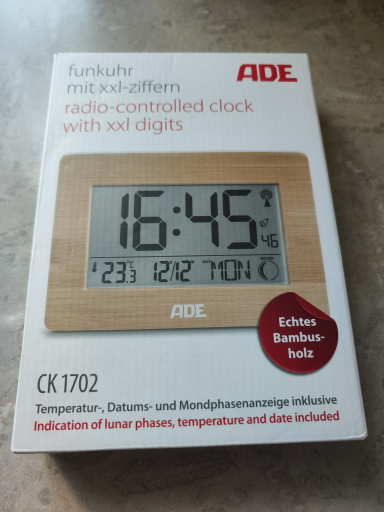 funkuhr
mit xxl-ziffern
ADE
radio-controlled clock
with xxl digits
16:45
46
23.3 °C
12/12
MON
ADE
Echtes
Bambus-
holz
CK 1702
Temperatur-, Datums- und Mondphasenanzeige inklusive
Indication of lunar phases, temperature and date included